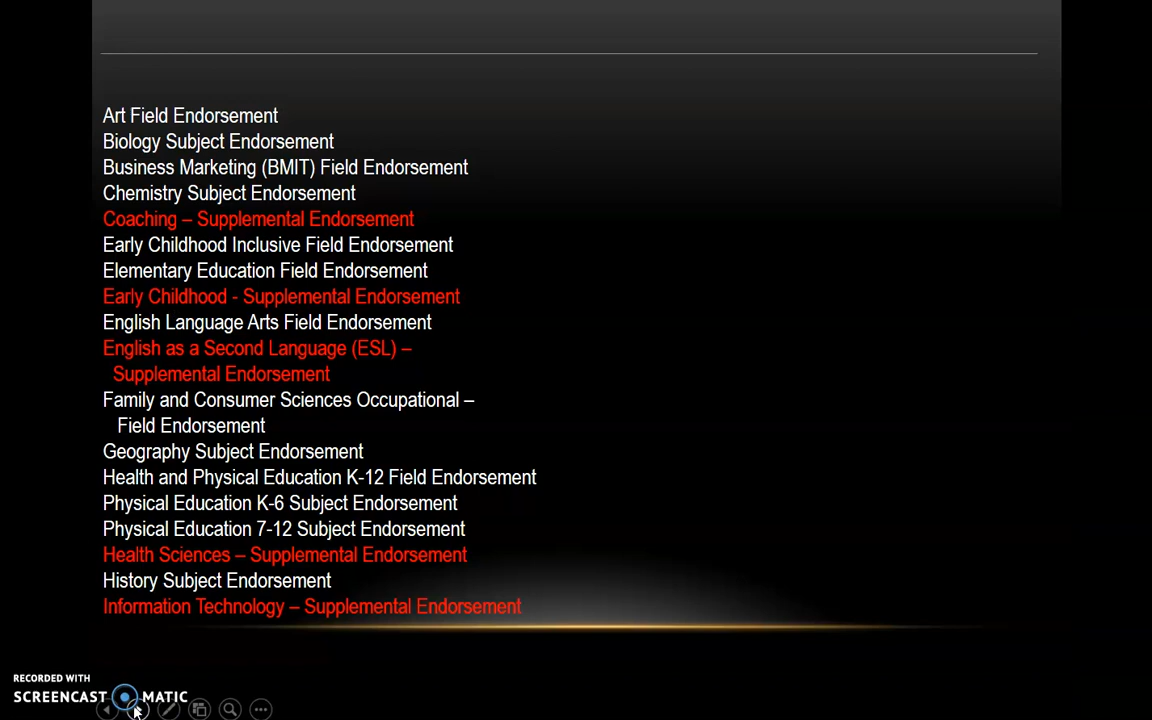 Art Field Endorsement
Biology Subject Endorsement
Business Marketing (BMIT) Field Endorsement
Chemistry Subject Endorsement
Coaching – Supplemental Endorsement
Early Childhood Inclusive Field Endorsement
Elementary Education Field Endorsement
Early Childhood - Supplemental Endorsement
English Language Arts Field Endorsement
English as a Second Language (ESL) –
Supplemental Endorsement
Family and Consumer Sciences Occupational –
Field Endorsement
Geography Subject Endorsement
Health and Physical Education K-12 Field Endorsement
Physical Education K-6 Subject Endorsement
Physical Education 7-12 Subject Endorsement
Health Sciences – Supplemental Endorsement
History Subject Endorsement
Information Technology – Supplemental Endorsement
RECORDED WITH
SCREENCAST MATIC